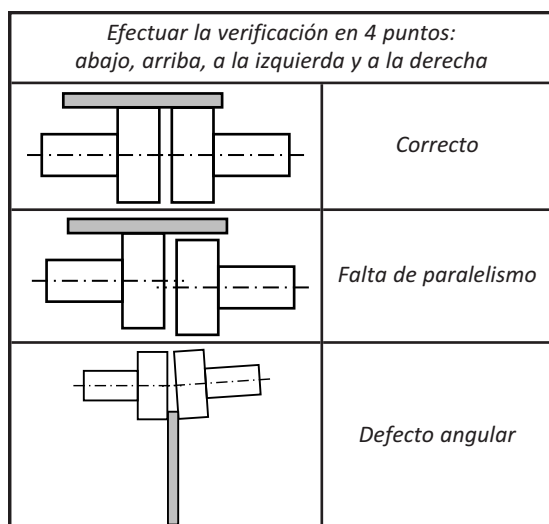 Efectuar la verificación en 4 puntos:
abajo, arriba, a la izquierda y a la derecha
Correcto
Falta de paralelismo
Defecto angular